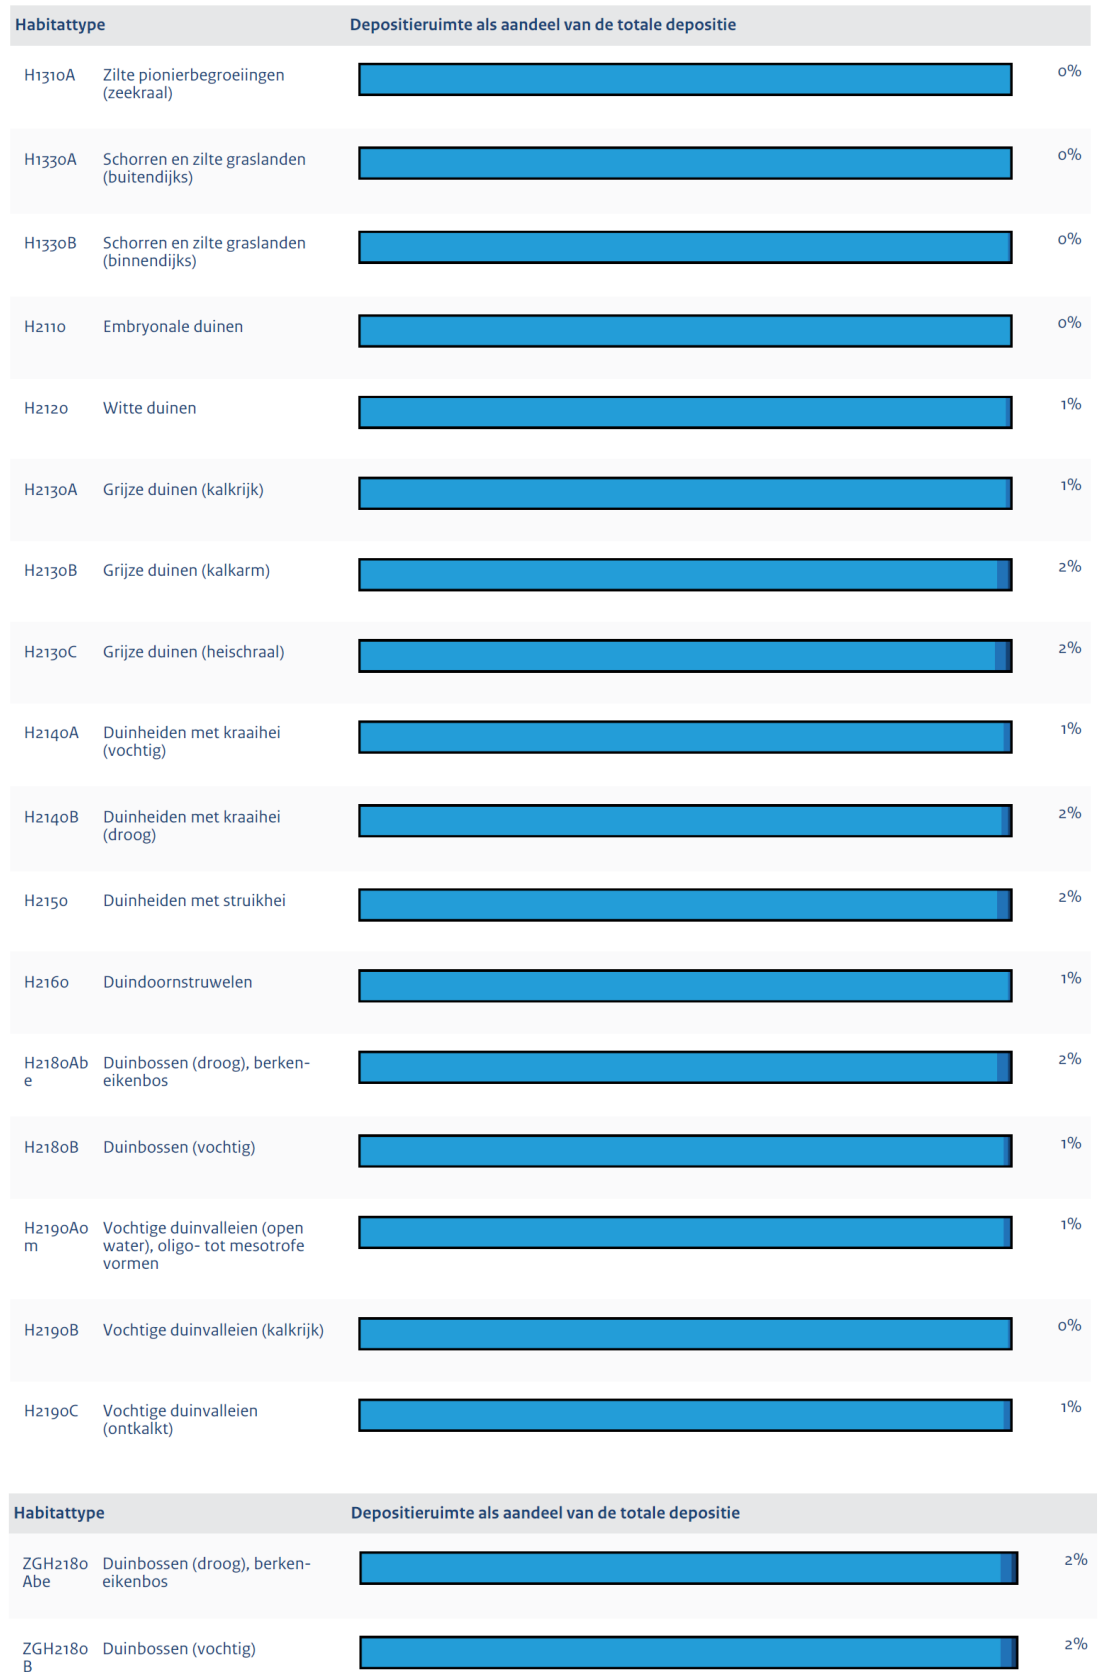 Habitattype Depositieruimte als aandeel van de totale depositie
H1310A Zilte pionierbegroeiingen 0%
(zeekraal)
H1330A Schorren en zilte graslanden 0%
(buitendijks)
H1330B Schorren en zilte graslanden 0%
(binnendijks)
H2110 Embryonale duinen 0%
H2120 Witte duinen 1%
H2130A Grijze duinen (kalkrijk) 1%
H2130B Grijze duinen (kalkarm) 2%
H2130C Grijze duinen (heischraal) 2%
H2140A Duinheiden met kraaihei 1%
(vochtig)
H2140B Duinheiden met kraaihei 2%
(droog)
H2150 Duinheiden met struikhei 2%
H2160 Duindoornstruwelen 1%
H2180Ab Duinbossen (droog), berken- 2%
e eikenbos
H2180B Duinbossen (vochtig) 1%
H2190Ao Vochtige duinvalleien (open 1%
m water), oligo- tot mesotrofe
vormen
H2190B Vochtige duinvalleien (kalkrijk) 0%
H2190C Vochtige duinvalleien 1%
(ontkalkt)
Habitattype Depositieruimte als aandeel van de totale depositie
ZGH2180 Duinbossen (droog), berken- 2%
Abe eikenbos
ZGH2180 Duinbossen (vochtig) 2%
B